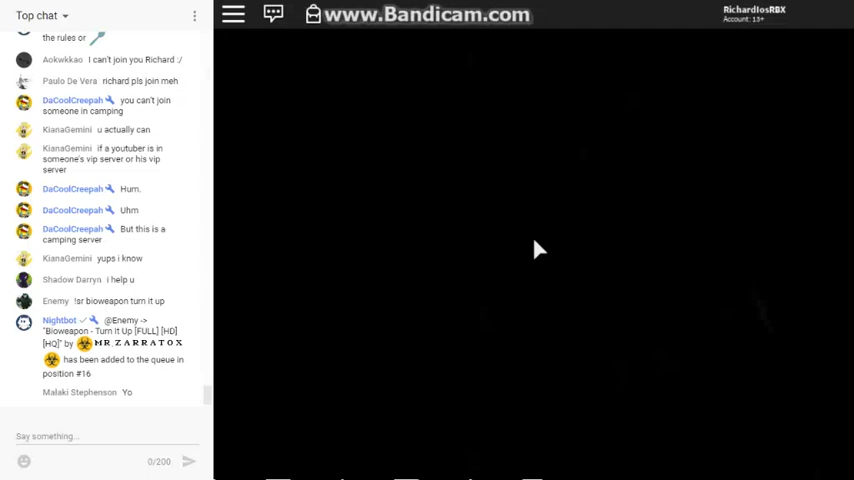 Top chat
www.Bandicam.com
RichardIosRBX
Account: 13+
the rules or
Aokwkkao I can't join you Richard :/
Paulo De Vera richard pls join meh
DaCoolCreepah you can't join
someone in camping
KianaGemini u actually can
KianaGemini if a youtuber is in
someone's vip server or his vip
server
DaCoolCreepah Hum.
DaCoolCreepah Uhm
DaCoolCreepah But this is a
camping server
KianaGemini yups i know
Shadow Darryn i help u
Enemy !sr bioweapon turn it up
Nightbot @Enemy ->
"Bioweapon - Turn It Up [FULL] [HD]
[HQ]" by MR.ZARRATOX
has been added to the queue in
position #16
Malaki Stephenson Yo
Say something...
0/200